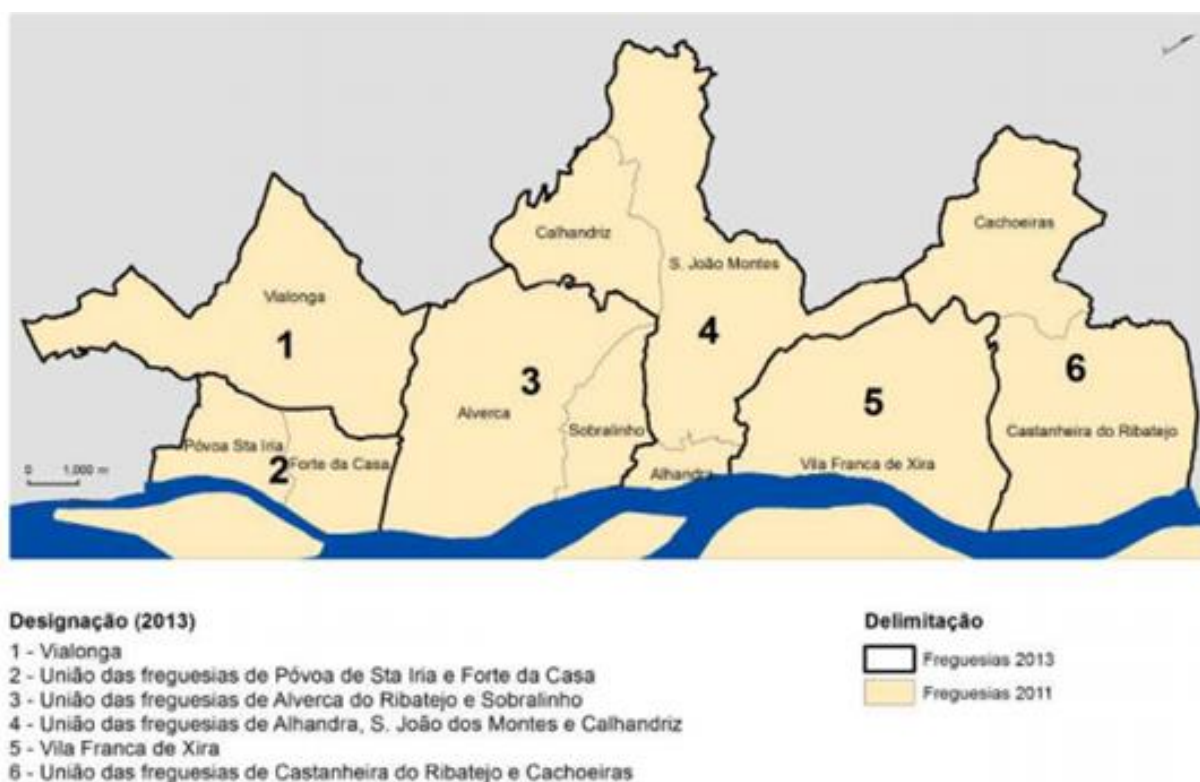 Calhandriz
Cachoeiras
S. João Montes
Vialonga
1
4
6
3
5
Alverca
Sobralinho
Castanheira do Ribatejo
Póvoa Sta Iria
2
Forte da Casa
Alhandra
Vila Franca de Xira
0 1,000 m
Designação (2013)
1 - Vialonga
2 - União das freguesias de Póvoa de Sta Iria e Forte da Casa
3 - União das freguesias de Alverca do Ribatejo e Sobralinho
4 - União das freguesias de Alhandra, S. João dos Montes e Calhandriz
5 - Vila Franca de Xira
6 - União das freguesias de Castanheira do Ribatejo e Cachoeiras
Delimitação
Freguesias 2013
Freguesias 2011